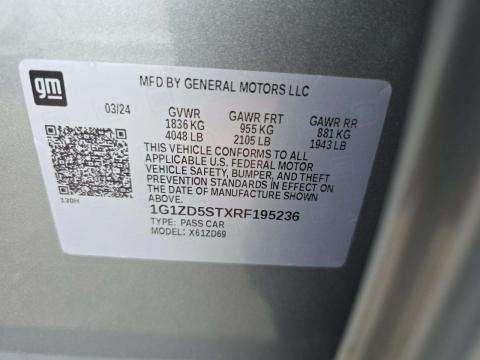 gm
MFD BY GENERAL MOTORS LLC
03/24 GVWR GAWR FRT GAWR RR
1836 KG 955 KG 881 KG
4048 LB 2105 LB 1943 LB
THIS VEHICLE CONFORMS TO ALL
APPLICABLE U.S. FEDERAL MOTOR
VEHICLE SAFETY, BUMPER, AND THEFT
PREVENTION STANDARDS IN EFFECT ON
THE DATE OF MANUFACTURE SHOWN
ABOVE.
130H
1G1ZD5STXRF195236
TYPE: PASS CAR
MODEL: X61ZD69